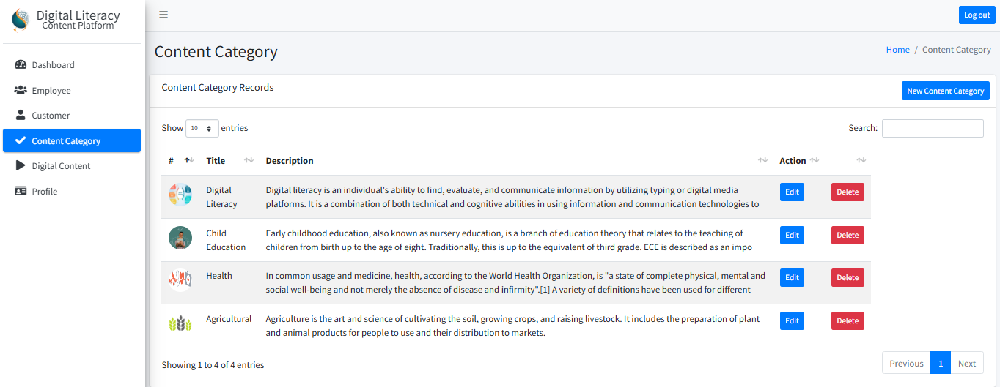 Digital Literacy
Content Platform
Log out
Dashboard
Employee
Customer
Content Category
Digital Content
Profile
Content Category
Home / Content Category
Content Category Records
New Content Category
Show 10 entries
Search:
# Title Description Action
Digital
Literacy
Digital literacy is an individual's ability to find, evaluate, and communicate information by utilizing typing or digital media
platforms. It is a combination of both technical and cognitive abilities in using information and communication technologies to
Edit Delete
Child
Education
Early childhood education, also known as nursery education, is a branch of education theory that relates to the teaching of
children from birth up to the age of eight. Traditionally, this is up to the equivalent of third grade. ECE is described as an impo
Edit Delete
Health
In common usage and medicine, health, according to the World Health Organization, is "a state of complete physical, mental and
social well-being and not merely the absence of disease and infirmity".[1] A variety of definitions have been used for different
Edit Delete
Agricultural
Agriculture is the art and science of cultivating the soil, growing crops, and raising livestock. It includes the preparation of plant
and animal products for people to use and their distribution to markets.
Edit Delete
Showing 1 to 4 of 4 entries
Previous 1 Next